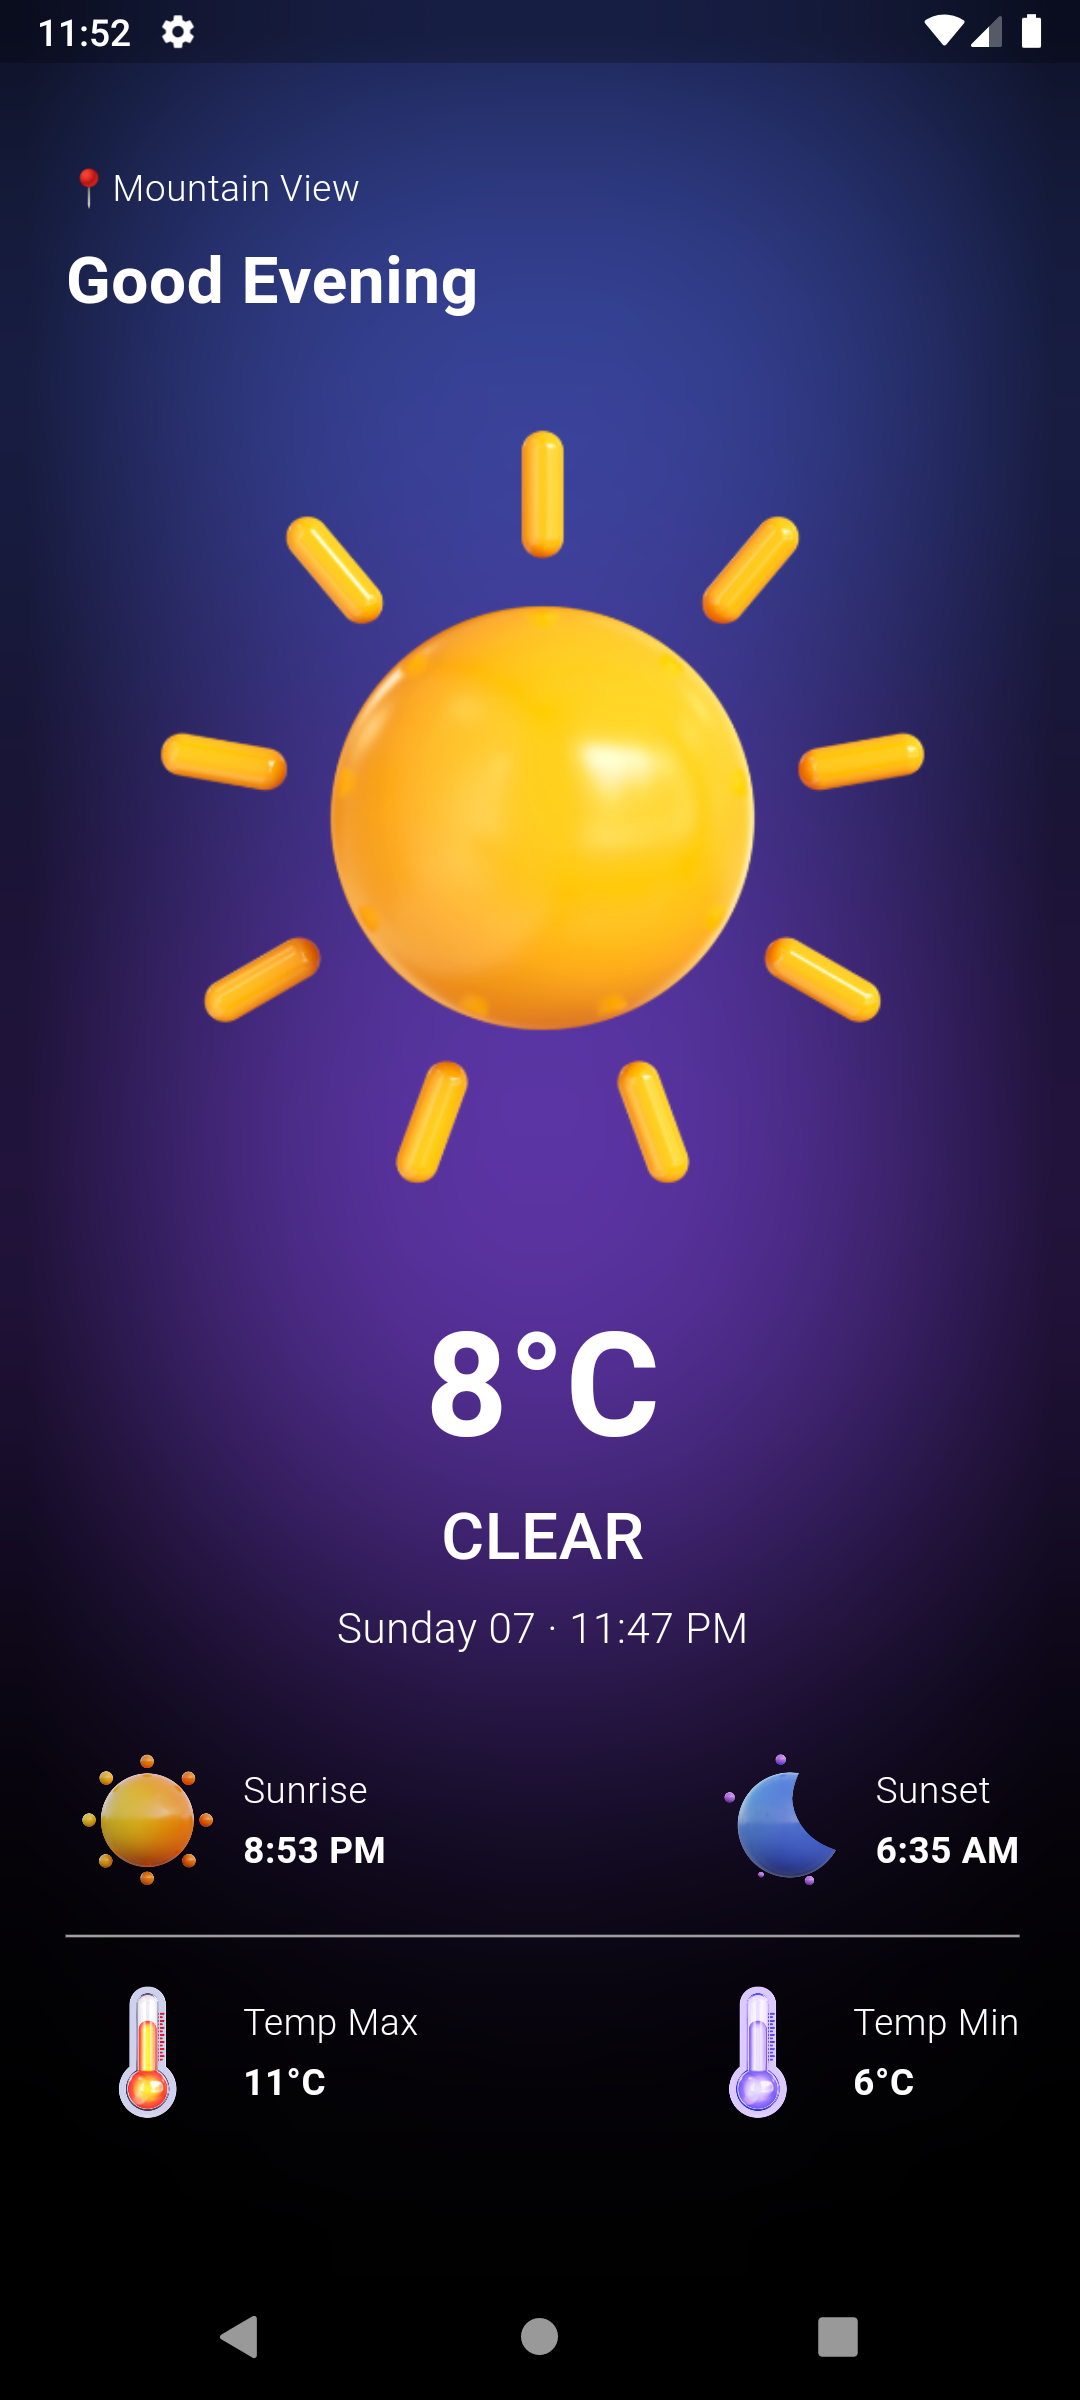 11:52
Mountain View
Good Evening
8°C
CLEAR
Sunday 07 · 11:47 PM
Sunrise
8:53 PM
Sunset
6:35 AM
Temp Max
11°C
Temp Min
6°C